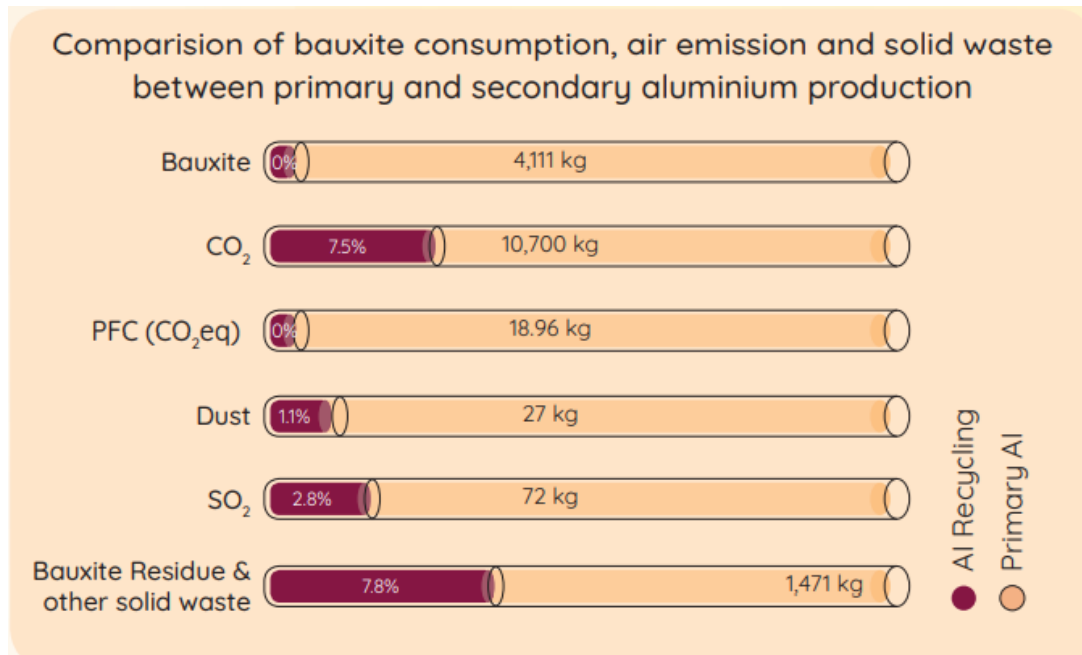 Comparision of bauxite consumption, air emission and solid waste
between primary and secondary aluminium production
Bauxite 0% 4,111 kg
CO₂ 7.5% 10,700 kg
PFC (CO₂eq) 0% 18.96 kg
Dust 1.1% 27 kg
SO₂ 2.8% 72 kg
Bauxite Residue &
other solid waste 7.8% 1,471 kg
Al Recycling
Primary Al